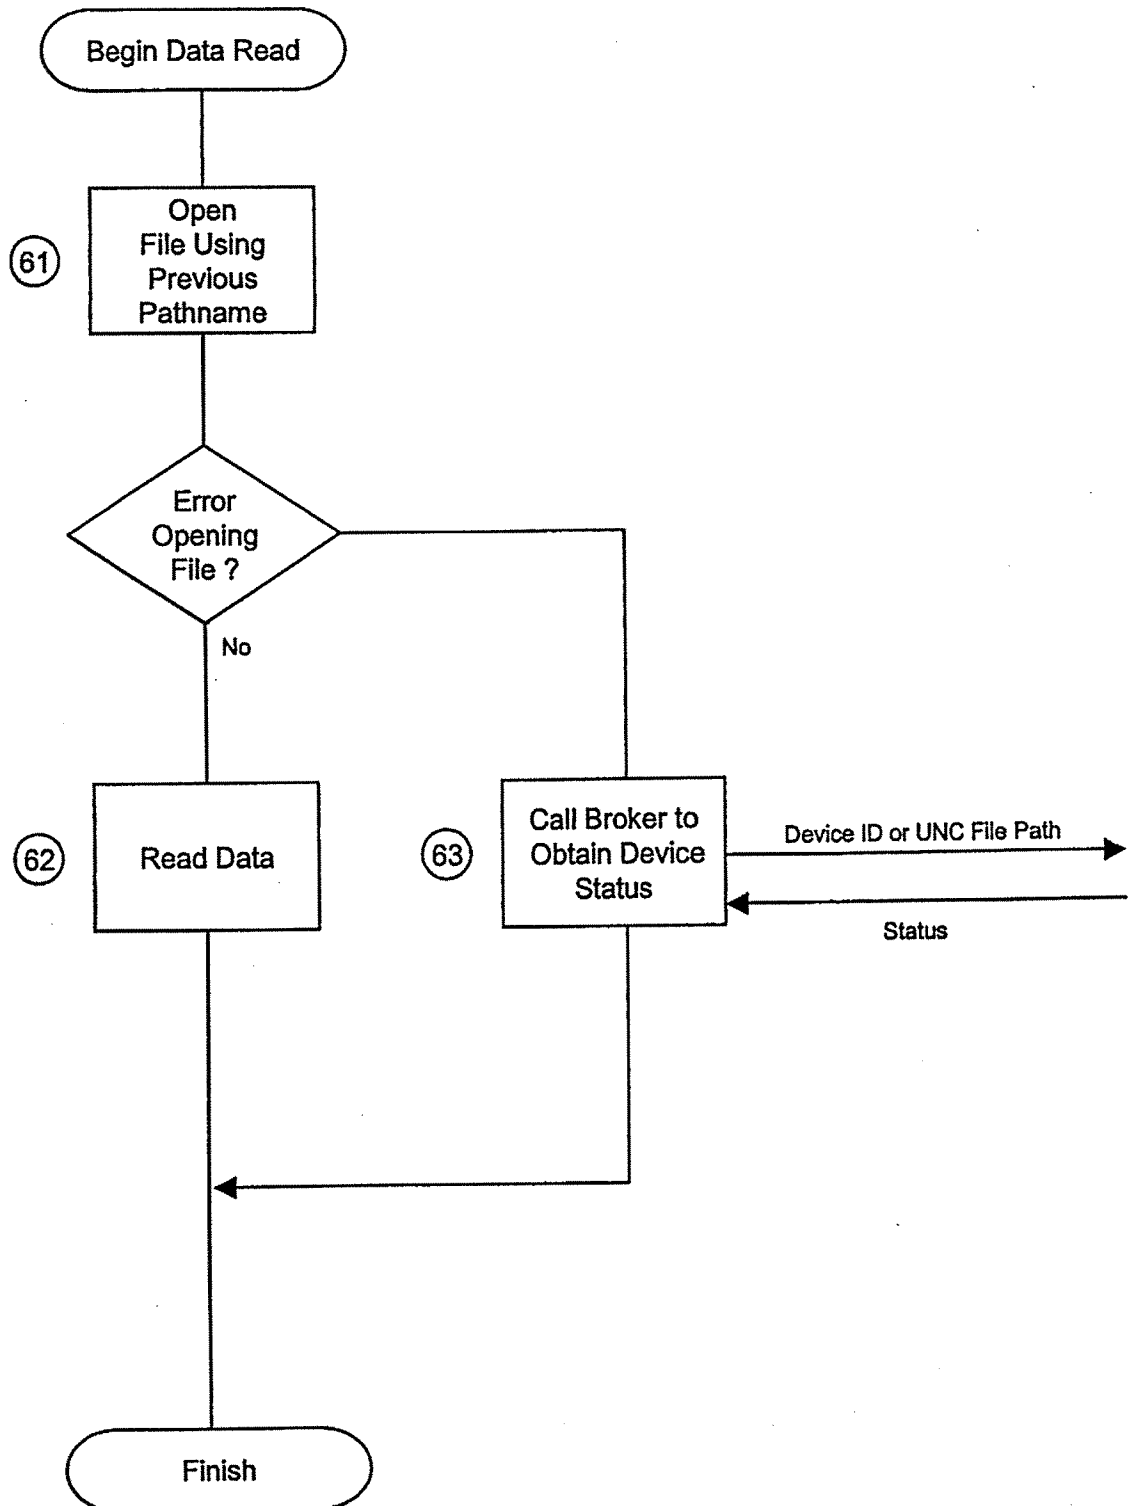 Begin Data Read
Open
File Using
Previous
Pathname
61
Error
Opening
File ?
No
62
Read Data
63
Call Broker to
Obtain Device
Status
Device ID or UNC File Path
Status
Finish